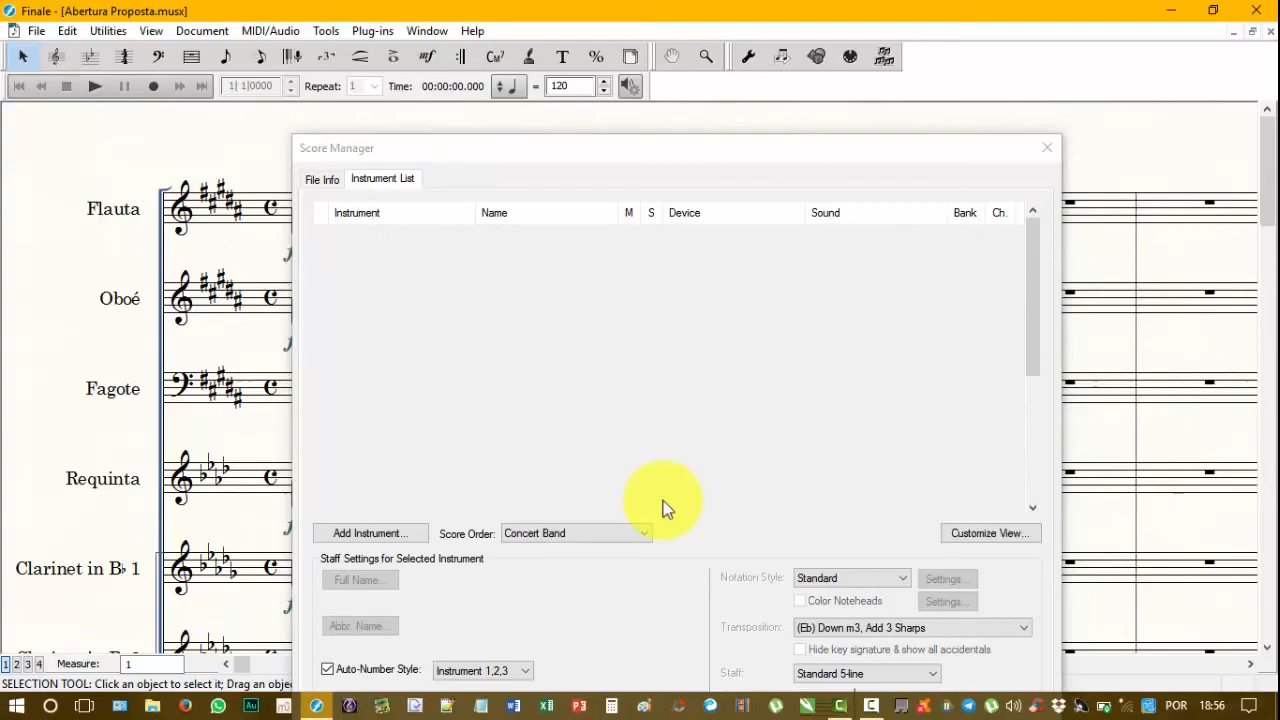 Finale - [Abertura Proposta.musx]
File Edit Utilities View Document MIDI/Audio Tools Plug-ins Window Help
1| 1|0000 Repeat: 1 Time: 00:00:00.000 = 120
Score Manager
File Info Instrument List
Instrument Name M S Device Sound Bank Ch.
Flauta
Oboé
Fagote
Requinta
Clarinet in B♭ 1
Add Instrument... Score Order: Concert Band Customize View...
Staff Settings for Selected Instrument
Full Name... Notation Style: Standard Settings...
Color Noteheads Settings...
Abbr. Name... Transposition: (Eb) Down m3, Add 3 Sharps
Hide key signature & show all accidentals
Auto-Number Style: Instrument 1,2,3 Staff: Standard 5-line
1 2 3 4 Measure: 1
SELECTION TOOL: Click an object to select it; Drag an
POR 18:56